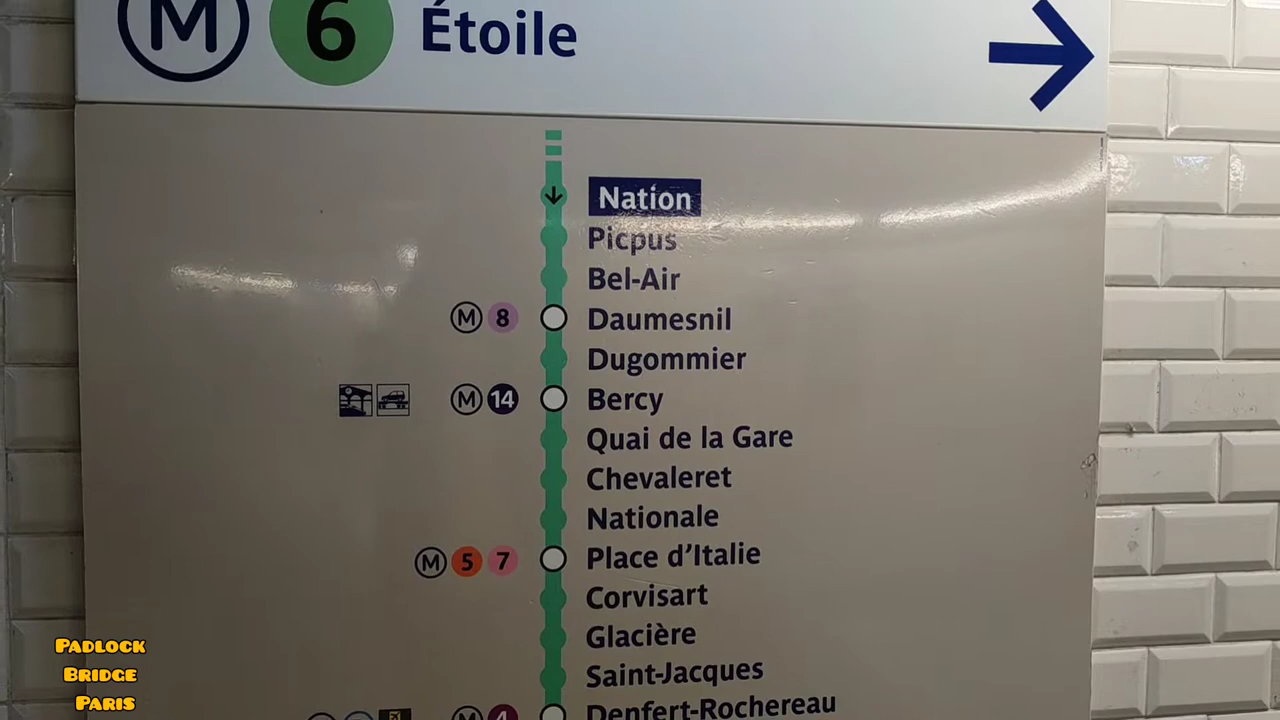 M 6 Étoile
Nation
Picpus
Bel-Air
M 8 Daumesnil
Dugommier
M 14 Bercy
Quai de la Gare
Chevaleret
Nationale
M 5 7 Place d'Italie
Corvisart
Glacière
Saint-Jacques
M 4 Denfert-Rochereau
PADLOCK
BRIDGE
PARIS